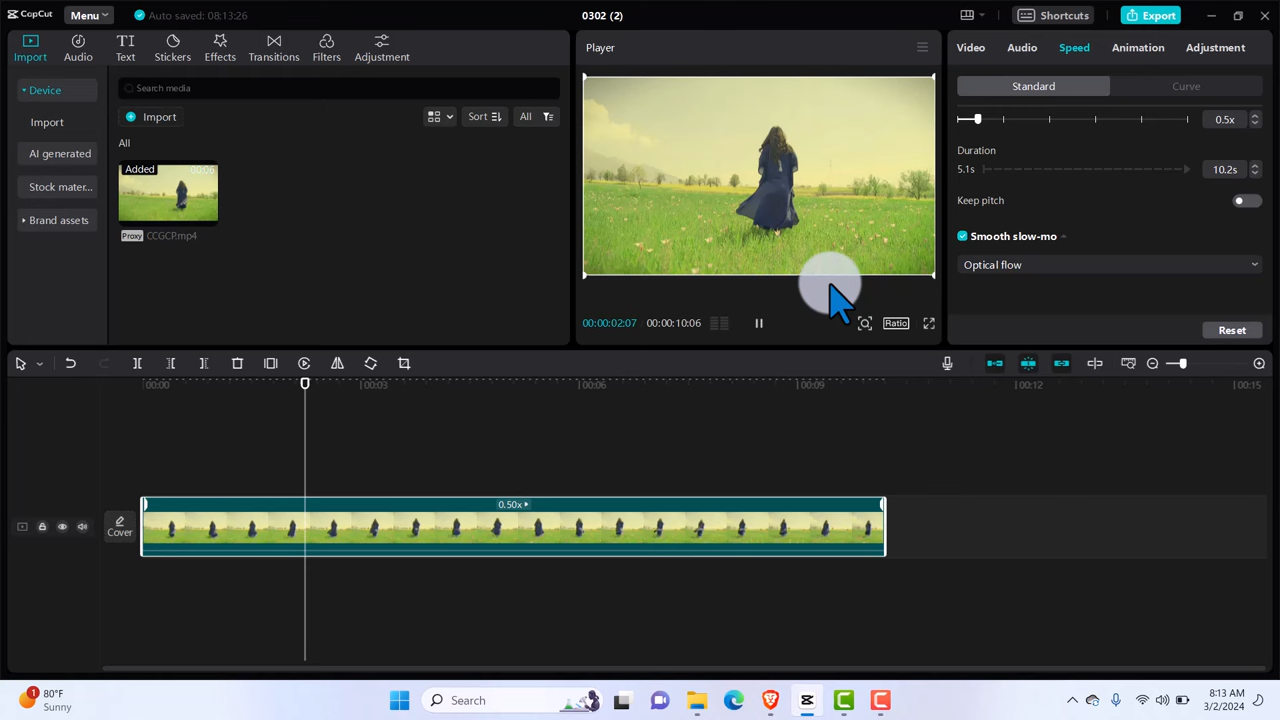 CapCut
Menu
Auto saved: 08:13:26
0302 (2)
Shortcuts
Export
Import
Audio
Text
Stickers
Effects
Transitions
Filters
Adjustment
Device
Import
AI generated
Stock mater...
Brand assets
Search media
Import
Sort
All
All
Added
00:06
Proxy
CCGCP.mp4
Player
00:00:02:07
00:00:10:06
Ratio
Video
Audio
Speed
Animation
Adjustment
Standard
Curve
0.5x
Duration
5.1s
10.2s
Keep pitch
Smooth slow-mo
Optical flow
Reset
00:00
00:03
00:06
00:09
00:12
00:15
0.50x
Cover
1
80°F
Sunny
Search
8:13 AM
3/2/2024